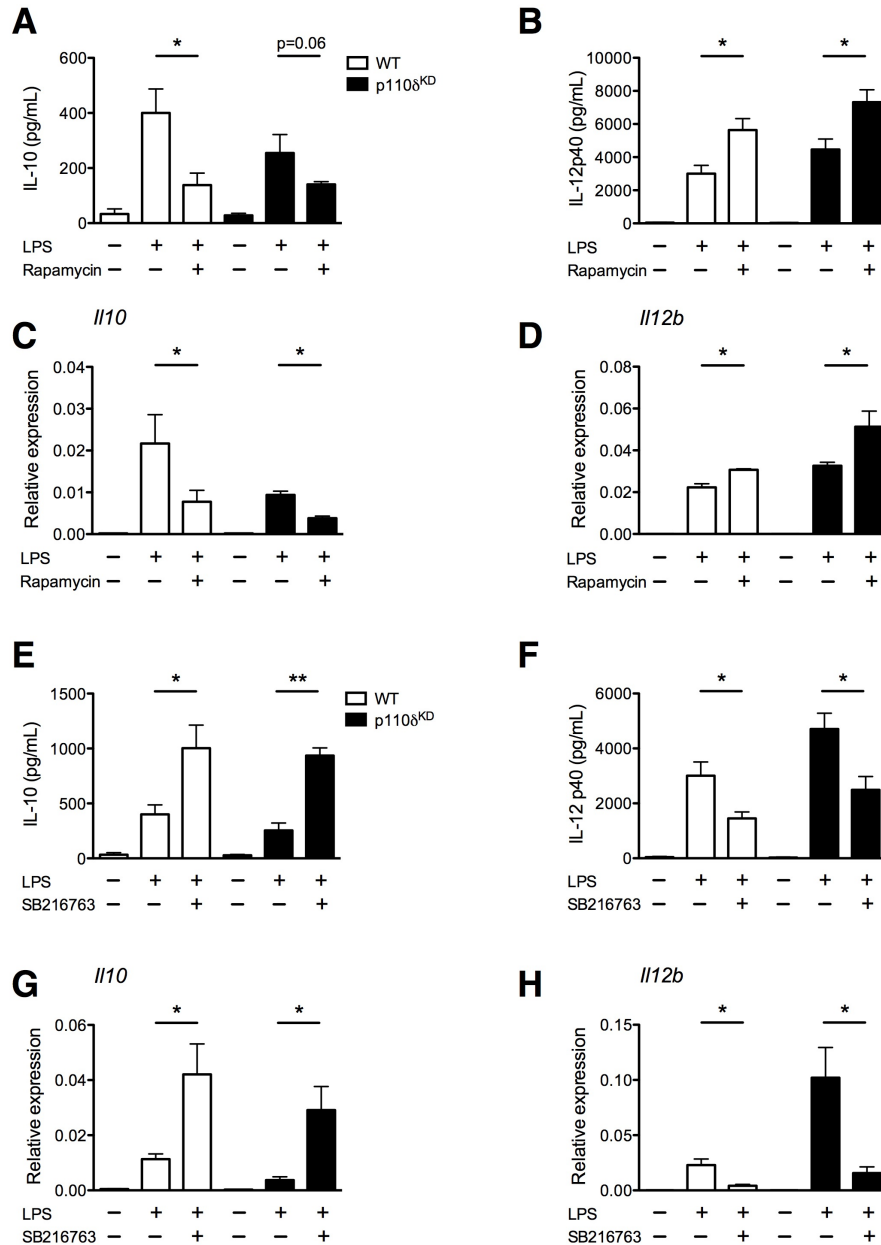 A
*
p=0.06
WT
p110δKD
600
400
200
0
IL-10 (pg/mL)
LPS − + + − + +
Rapamycin − − + − − +
B
* *
10000
8000
6000
4000
2000
0
IL-12p40 (pg/mL)
LPS − + + − + +
Rapamycin − − + − − +
C
Il10
* *
0.04
0.03
0.02
0.01
0.00
Relative expression
LPS − + + − + +
Rapamycin − − + − − +
D
Il12b
* *
0.08
0.06
0.04
0.02
0.00
Relative expression
LPS − + + − + +
Rapamycin − − + − − +
E
* **
WT
p110δKD
1500
1000
500
0
IL-10 (pg/mL)
LPS − + + − + +
SB216763 − − + − − +
F
* *
6000
4000
2000
0
IL-12 p40 (pg/mL)
LPS − + + − + +
SB216763 − − + − − +
G
Il10
* *
0.06
0.04
0.02
0.00
Relative expression
LPS − + + − + +
SB216763 − − + − − +
H
Il12b
* *
0.15
0.10
0.05
0.00
Relative expression
LPS − + + − + +
SB216763 − − + − − +